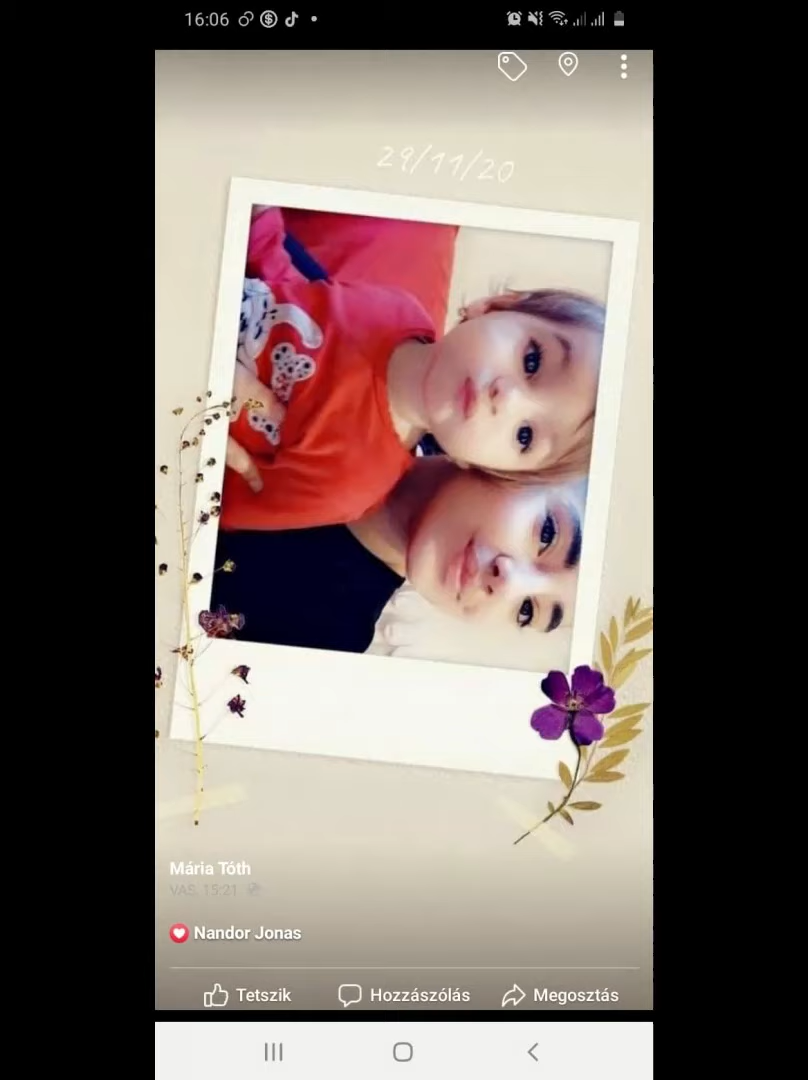 16:06
29/11/20
Mária Tóth
VAS. 15:21
Nandor Jonas
Tetszik Hozzászólás Megosztás